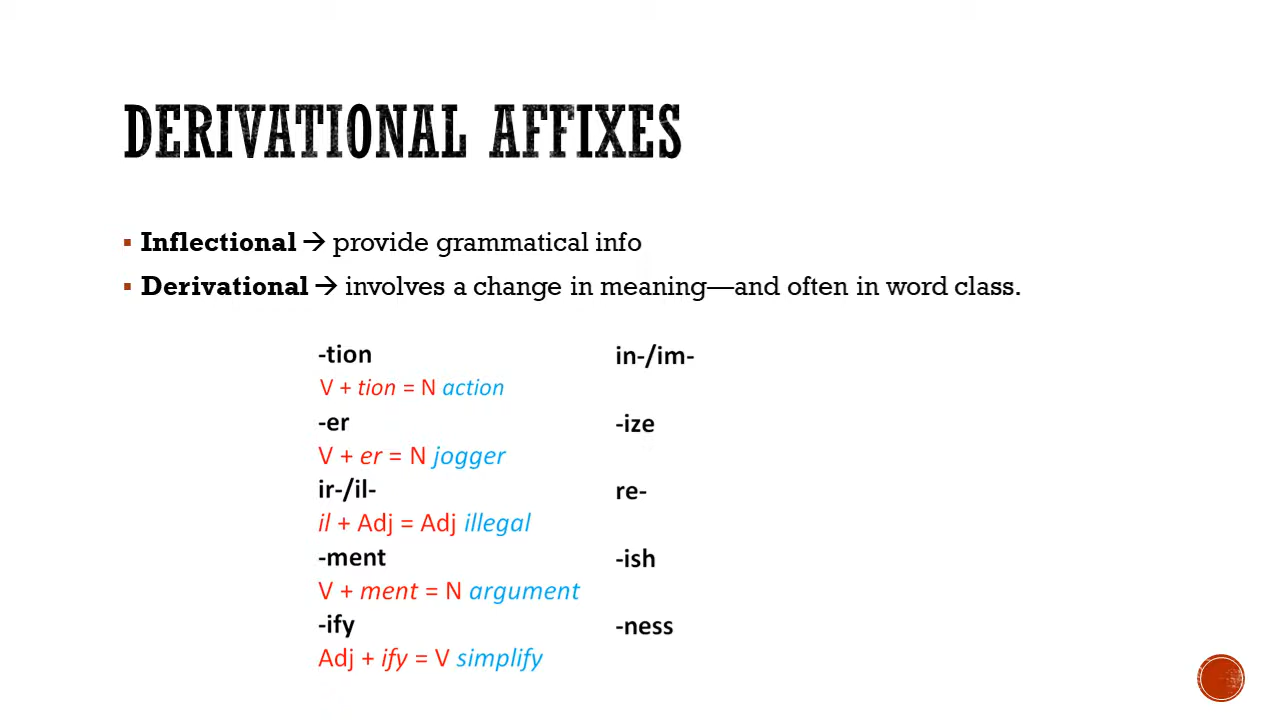 DERIVATIONAL AFFIXES
▪ Inflectional → provide grammatical info
▪ Derivational → involves a change in meaning—and often in word class.
-tion
V + tion = N action
-er
V + er = N jogger
ir-/il-
il + Adj = Adj illegal
-ment
V + ment = N argument
-ify
Adj + ify = V simplify
in-/im-
-ize
re-
-ish
-ness